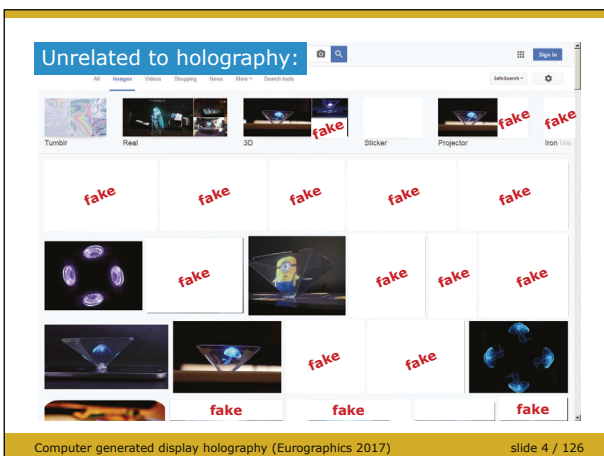 Unrelated to holography:
Sign in
All Images Videos Shopping News More Search tools
SafeSearch
fake
fake fake
Tumblr Real 3D Sticker Projector Iron Man
fake fake fake fake fake
fake fake fake fake
fake fake
fake fake fake
Computer generated display holography (Eurographics 2017) slide 4 / 126